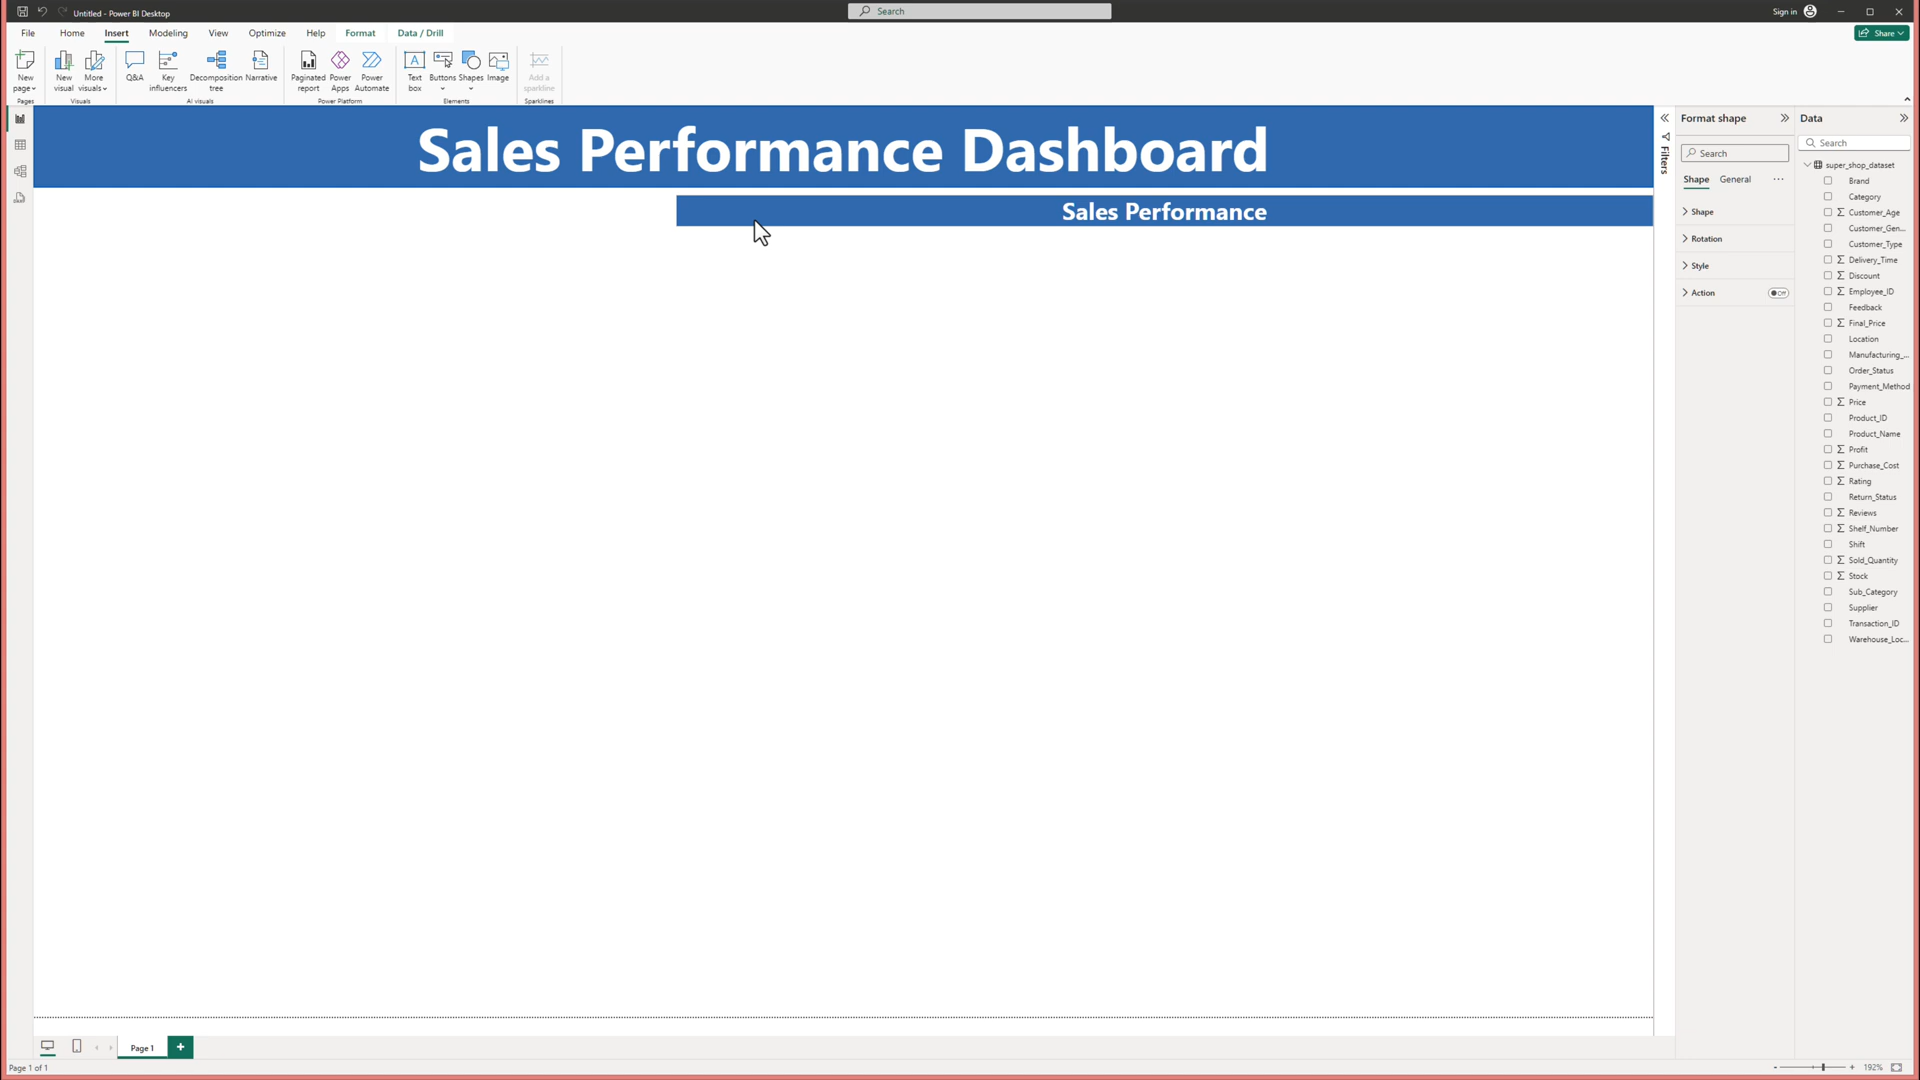 Untitled - Power BI Desktop
Search
Sign in
File
Home
Insert
Modeling
View
Optimize
Help
Format
Data / Drill
Share
New page
New visual
More visuals
Q&A
Key influencers
Decomposition tree
Narrative
Paginated report
Power Apps
Power Automate
Text box
Buttons
Shapes
Image
Add a sparkline
Pages
Visuals
AI visuals
Power Platform
Elements
Sparklines
Sales Performance Dashboard
Sales Performance
Filters
Format shape
Search
Shape
General
Shape
Rotation
Style
Action
Off
Data
Search
super_shop_dataset
Brand
Category
Customer_Age
Customer_Gen...
Customer_Type
Delivery_Time
Discount
Employee_ID
Feedback
Final_Price
Location
Manufacturing_...
Order_Status
Payment_Method
Price
Product_ID
Product_Name
Profit
Purchase_Cost
Rating
Return_Status
Reviews
Shelf_Number
Shift
Sold_Quantity
Stock
Sub_Category
Supplier
Transaction_ID
Warehouse_Loc...
Page 1
Page 1 of 1
192%